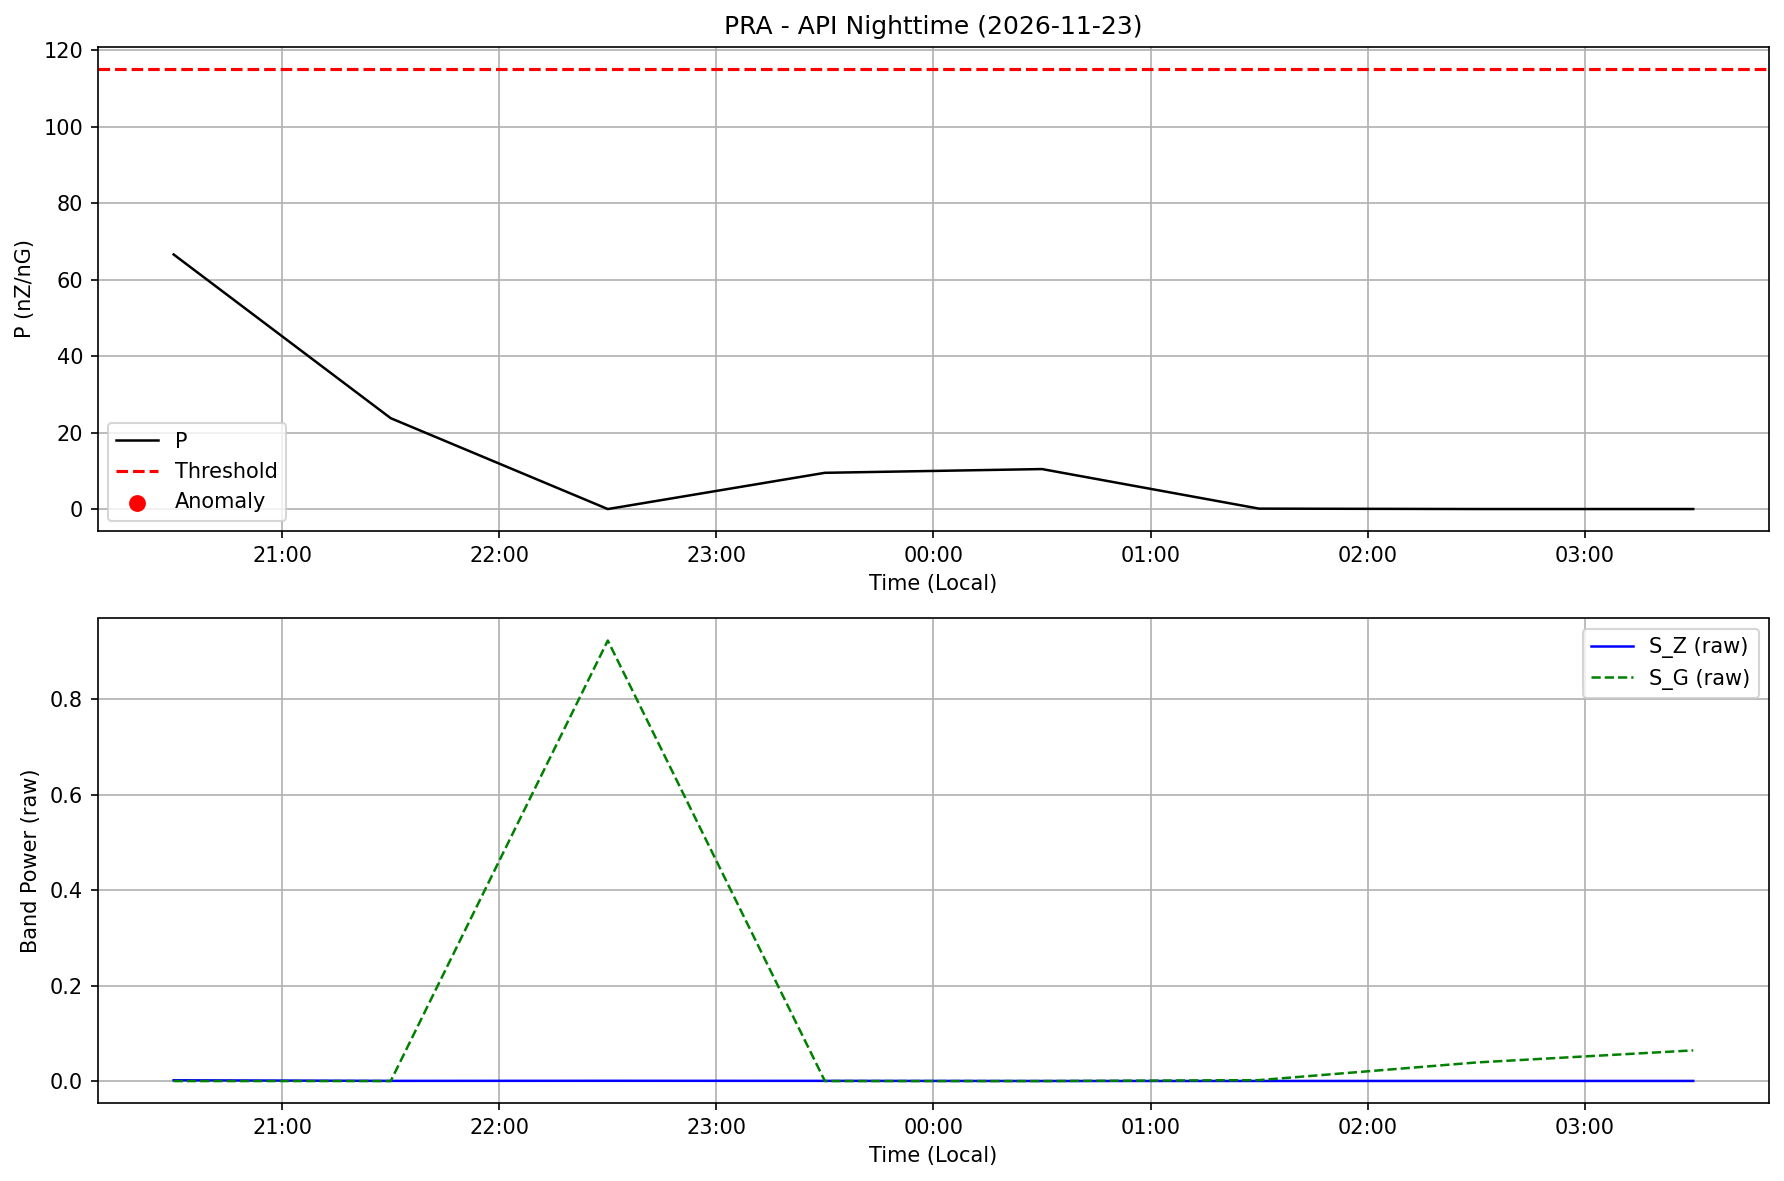 PRA - API Nighttime (2026-11-23)
120
100
80
60
40
20
0
P (nZ/nG)
P
Threshold
Anomaly
21:00 22:00 23:00 00:00 01:00 02:00 03:00
Time (Local)
0.8
0.6
0.4
0.2
0.0
Band Power (raw)
S_Z (raw)
S_G (raw)
21:00 22:00 23:00 00:00 01:00 02:00 03:00
Time (Local)